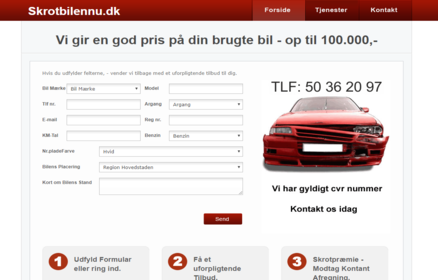 Skrotbilennu.dk
Forside Tjenester Kontakt
Vi gir en god pris på din brugte bil - op til 100.000,-
Hvis du udfylder felterne, - vender vi tilbage med et uforpligtende tilbud til dig.
Bil Mærke Bil Mærke Model
Tlf nr. Årgang Årgang
E-mail Reg nr.
KM.Tal Benzin Benzin
Nr.pladeFarve Hvid
Bilens Placering Region Hovedstaden
Kort om Bilens Stand
Send
TLF: 50 36 20 97
Vi har gyldigt cvr nummer
Kontakt os idag
1 Udfyld Formular eller ring ind.
2 Få et uforpligtende Tilbud.
3 Skrotpræmie - Modtag Kontant Afregning.